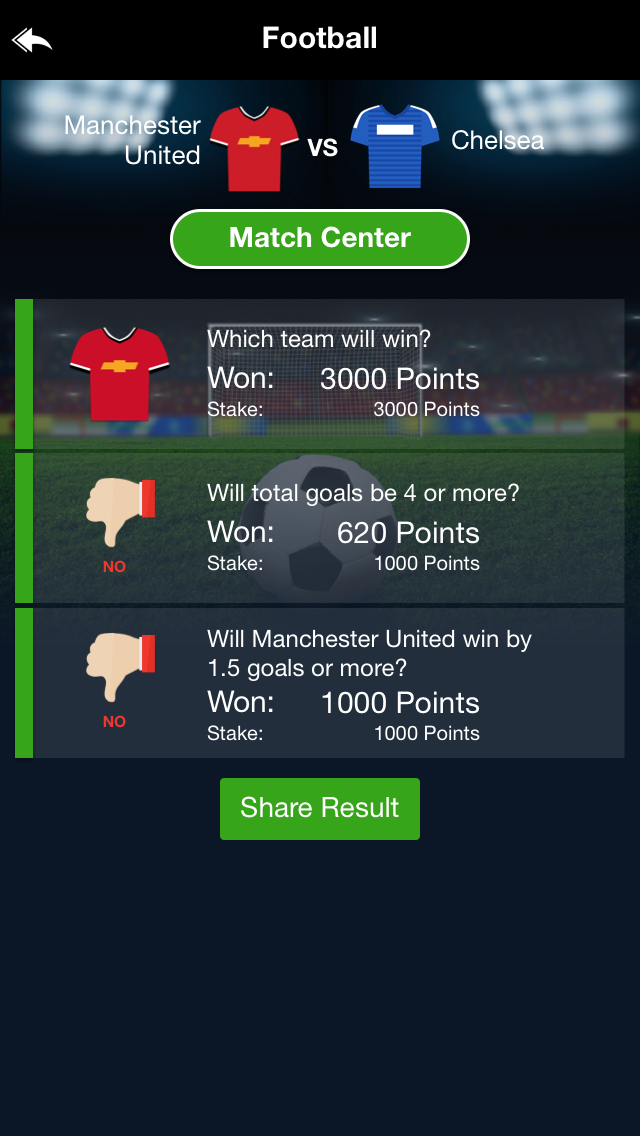 Football
Manchester
United
vs
Chelsea
Match Center
Which team will win?
Won: 3000 Points
Stake: 3000 Points
Will total goals be 4 or more?
Won: 620 Points
Stake: 1000 Points
NO
Will Manchester United win by
1.5 goals or more?
Won: 1000 Points
Stake: 1000 Points
NO
Share Result